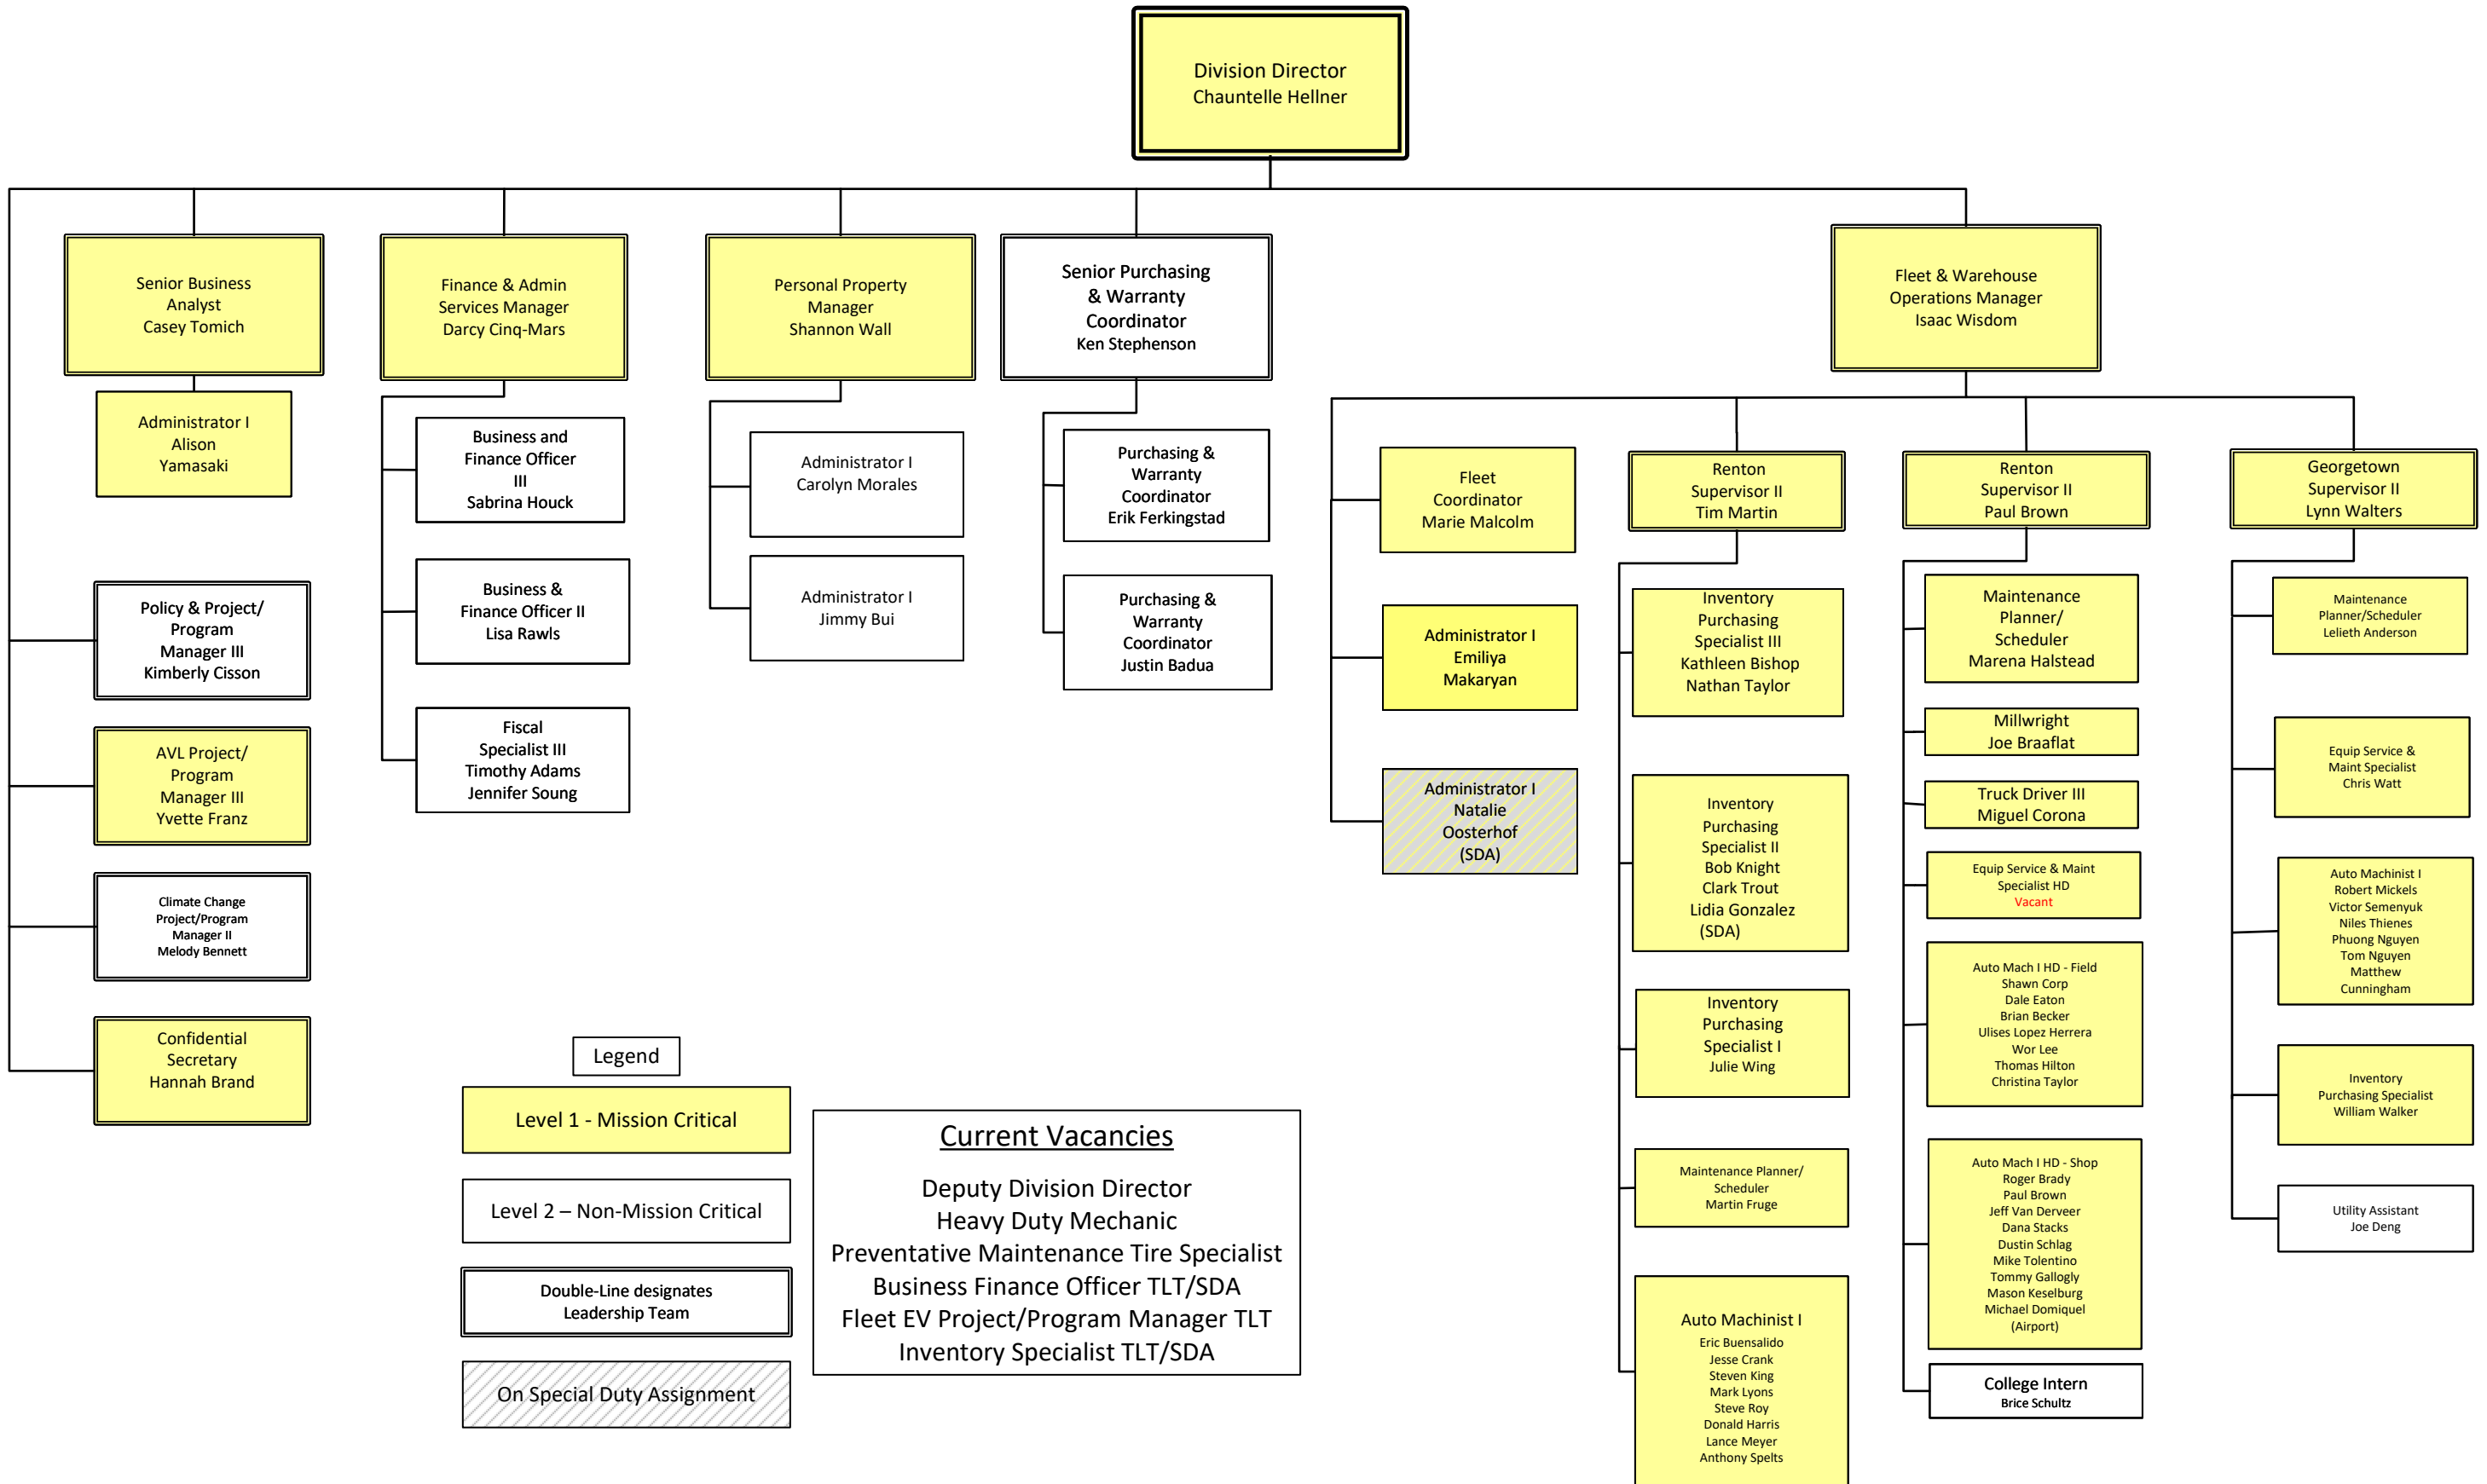 Division Director
Chauntelle Hellner
Senior Business
Analyst
Casey Tomich
Administrator I
Alison
Yamasaki
Policy & Project/
Program
Manager III
Kimberly Cisson
AVL Project/
Program
Manager III
Yvette Franz
Climate Change
Project/Program
Manager II
Melody Bennett
Confidential
Secretary
Hannah Brand
Finance & Admin
Services Manager
Darcy Cinq-Mars
Business and
Finance Officer
III
Sabrina Houck
Business &
Finance Officer II
Lisa Rawls
Fiscal
Specialist III
Timothy Adams
Jennifer Soung
Personal Property
Manager
Shannon Wall
Administrator I
Carolyn Morales
Administrator I
Jimmy Bui
Senior Purchasing
& Warranty
Coordinator
Ken Stephenson
Purchasing &
Warranty
Coordinator
Erik Ferkingstad
Purchasing &
Warranty
Coordinator
Justin Badua
Fleet & Warehouse
Operations Manager
Isaac Wisdom
Fleet
Coordinator
Marie Malcolm
Administrator I
Emiliya
Makaryan
Administrator I
Natalie
Oosterhof
(SDA)
Renton
Supervisor II
Tim Martin
Inventory
Purchasing
Specialist III
Kathleen Bishop
Nathan Taylor
Inventory
Purchasing
Specialist II
Bob Knight
Clark Trout
Lidia Gonzalez
(SDA)
Inventory
Purchasing
Specialist I
Julie Wing
Maintenance Planner/
Scheduler
Martin Fruge
Auto Machinist I
Eric Buensalido
Jesse Crank
Steven King
Mark Lyons
Steve Roy
Donald Harris
Lance Meyer
Anthony Spelts
Renton
Supervisor II
Paul Brown
Maintenance
Planner/
Scheduler
Marena Halstead
Millwright
Joe Braaflat
Truck Driver III
Miguel Corona
Equip Service & Maint
Specialist HD
Vacant
Auto Mach I HD - Field
Shawn Corp
Dale Eaton
Brian Becker
Ulises Lopez Herrera
Wor Lee
Thomas Hilton
Christina Taylor
Auto Mach I HD - Shop
Roger Brady
Paul Brown
Jeff Van Derveer
Dana Stacks
Dustin Schlag
Mike Tolentino
Tommy Gallogly
Mason Keselburg
Michael Domiquel
(Airport)
College Intern
Brice Schultz
Georgetown
Supervisor II
Lynn Walters
Maintenance
Planner/Scheduler
Lelieth Anderson
Equip Service &
Maint Specialist
Chris Watt
Auto Machinist I
Robert Mickels
Victor Semenyuk
Niles Thienes
Phuong Nguyen
Tom Nguyen
Matthew
Cunningham
Inventory
Purchasing Specialist
William Walker
Utility Assistant
Joe Deng
Legend
Level 1 - Mission Critical
Level 2 – Non-Mission Critical
Double-Line designates
Leadership Team
On Special Duty Assignment
Current Vacancies
Deputy Division Director
Heavy Duty Mechanic
Preventative Maintenance Tire Specialist
Business Finance Officer TLT/SDA
Fleet EV Project/Program Manager TLT
Inventory Specialist TLT/SDA